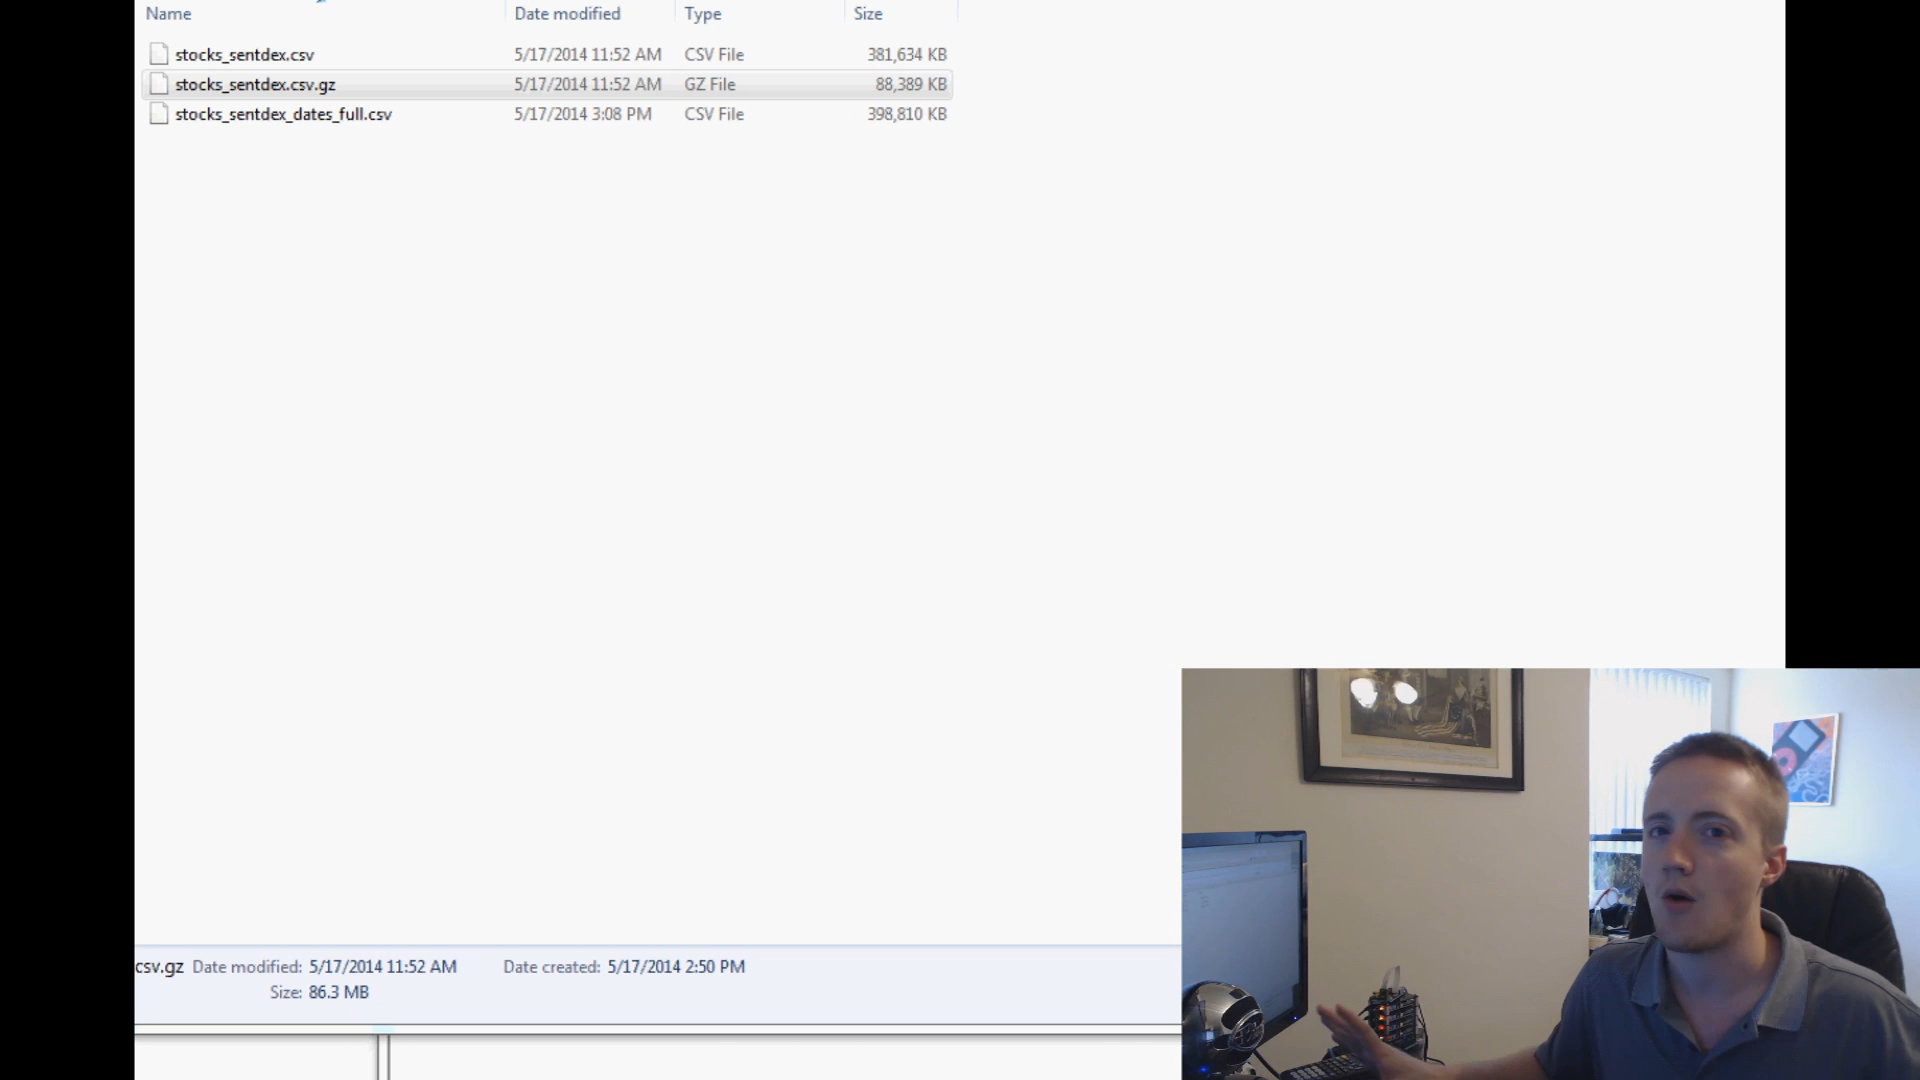 Name Date modified Type Size
stocks_sentdex.csv 5/17/2014 11:52 AM CSV File 381,634 KB
stocks_sentdex.csv.gz 5/17/2014 11:52 AM GZ File 88,389 KB
stocks_sentdex_dates_full.csv 5/17/2014 3:08 PM CSV File 398,810 KB
csv.gz Date modified: 5/17/2014 11:52 AM Date created: 5/17/2014 2:50 PM
Size: 86.3 MB